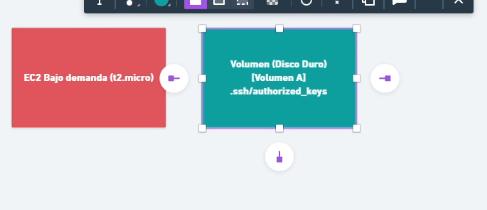 EC2 Bajo demanda (t2.micro)
Volumen (Disco Duro)
[Volumen A]
.ssh/authorized_keys